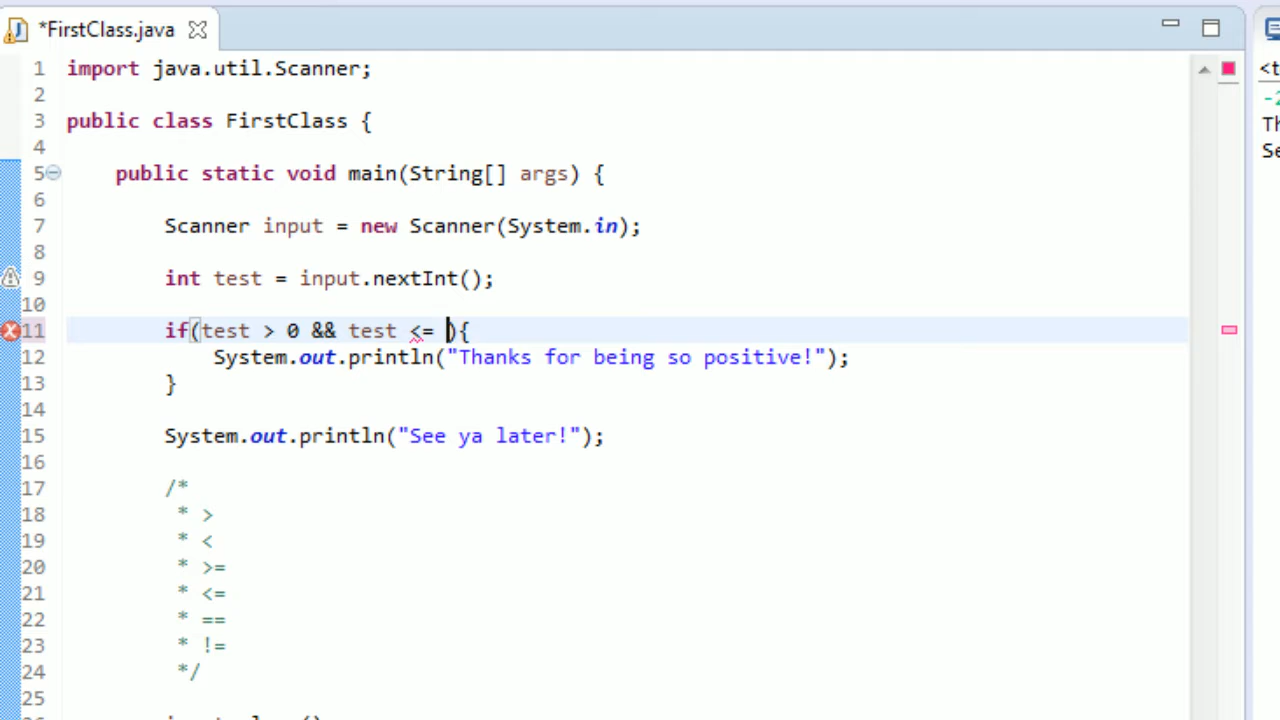 *FirstClass.java
1 import java.util.Scanner;
2
3 public class FirstClass {
4
5 public static void main(String[] args) {
6
7 Scanner input = new Scanner(System.in);
8
9 int test = input.nextInt();
10
11 if(test > 0 && test <= ){
12 System.out.println("Thanks for being so positive!");
13 }
14
15 System.out.println("See ya later!");
16
17 /*
18 * >
19 * <
20 * >=
21 * <=
22 * ==
23 * !=
24 */
25
<t
-2
Th
Se